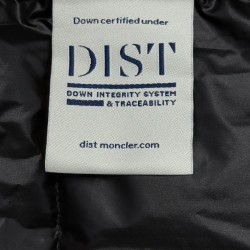 Down certified under
DIST
DOWN INTEGRITY SYSTEM
& TRACEABILITY
dist moncler.com